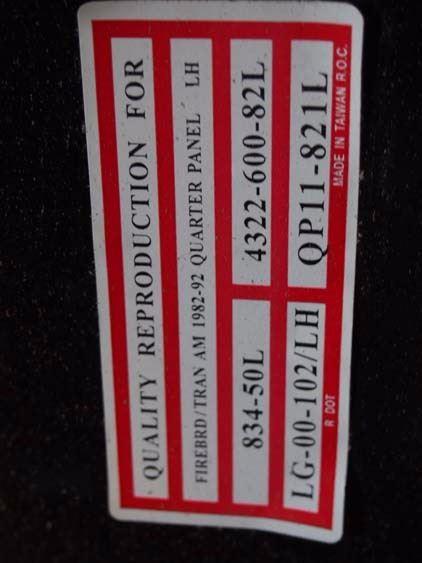 QUALITY REPRODUCTION FOR
FIREBRD/TRAN AM 1982-92 QUARTER PANEL LH
834-50L 4322-600-82L
LG-00-102/LH QP11-821L
R DOT MADE IN TAIWAN R.O.C.